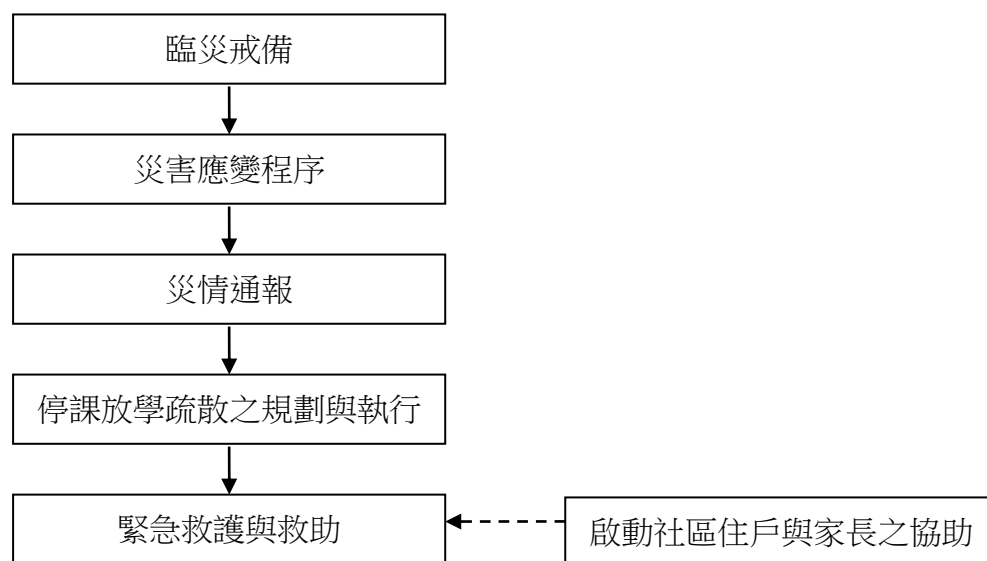 臨災戒備
災害應變程序
災情通報
停課放學疏散之規劃與執行
緊急救護與救助
啟動社區住戶與家長之協助